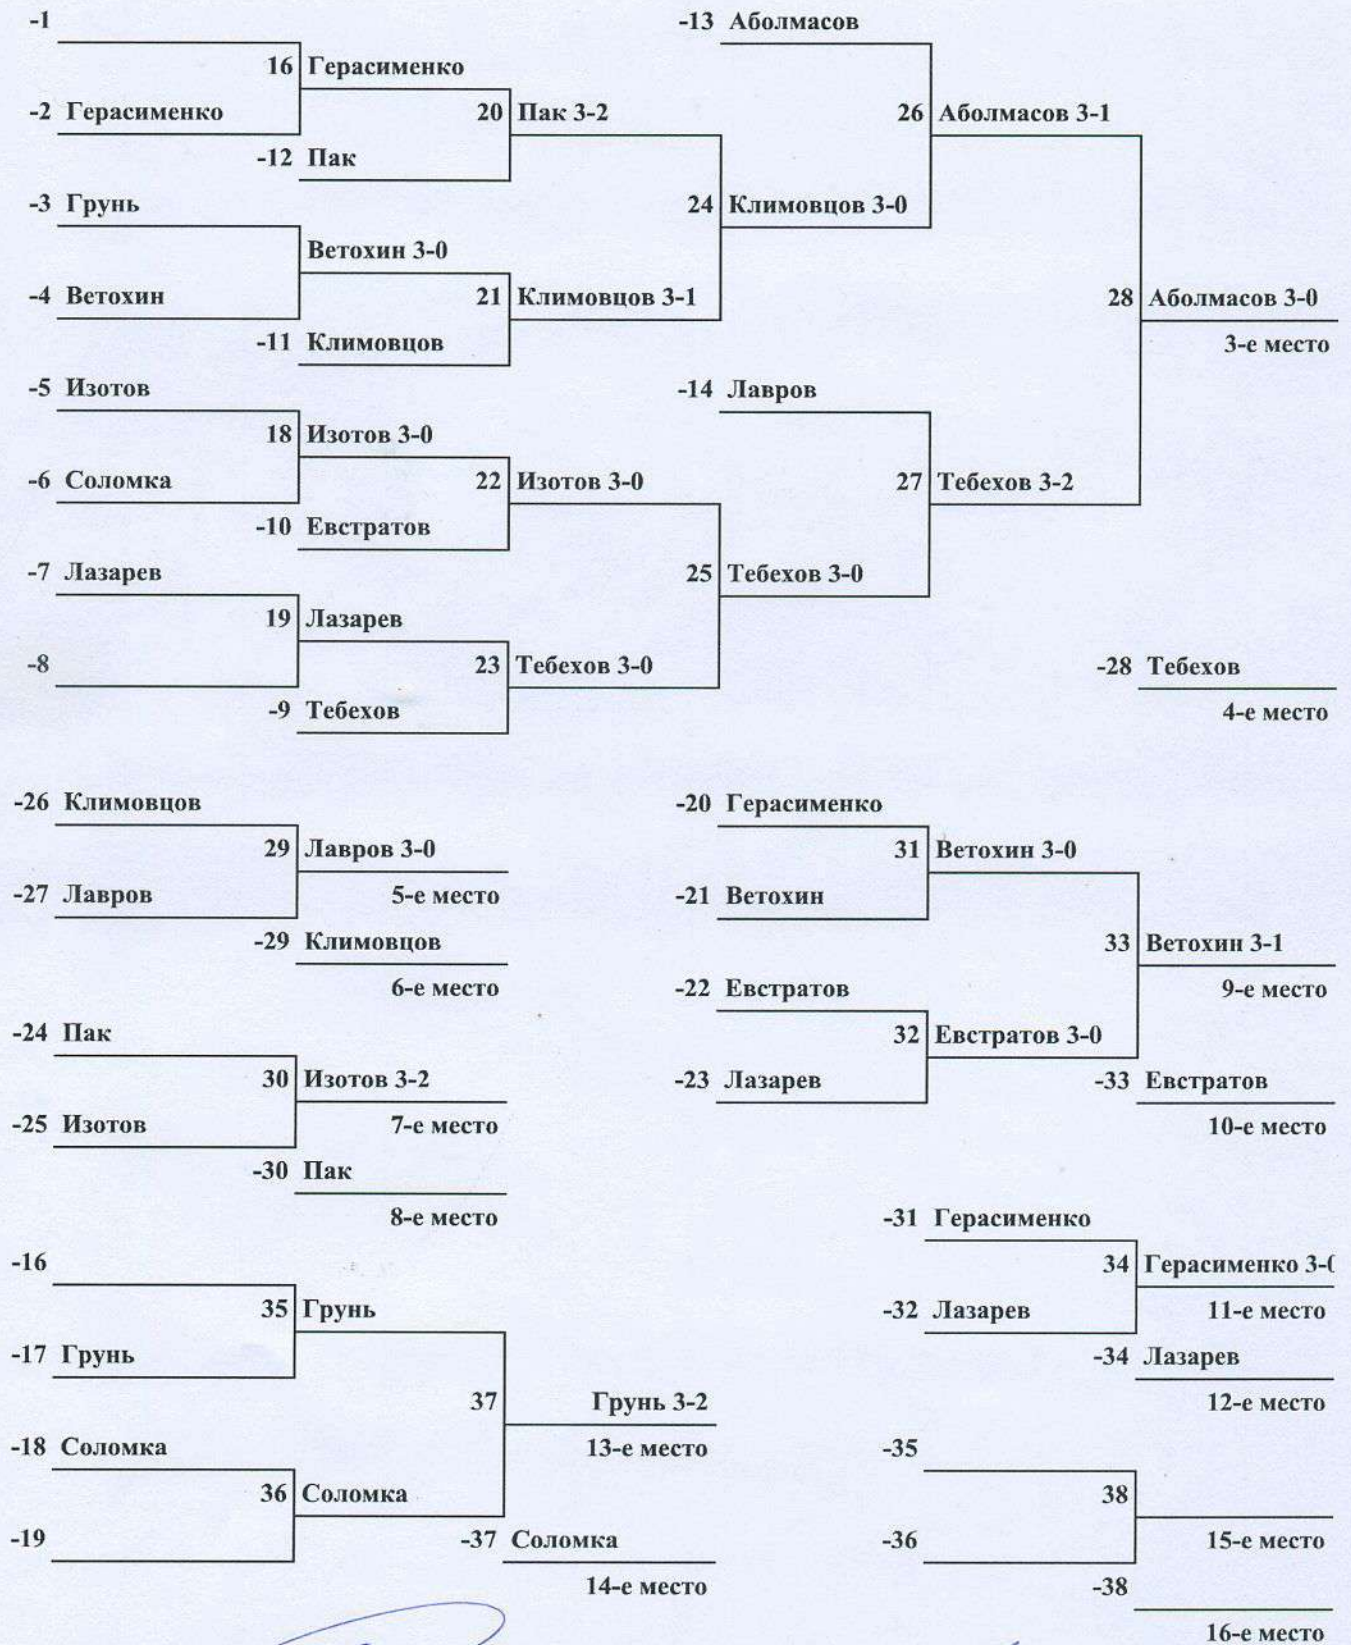 -1
-13 Аболмасов
16 Герасименко
-2 Герасименко
20 Пак 3-2
26 Аболмасов 3-1
-12 Пак
-3 Грунь
24 Климовцов 3-0
Ветохин 3-0
-4 Ветохин
21 Климовцов 3-1
28 Аболмасов 3-0
-11 Климовцов
3-е место
-5 Изотов
-14 Лавров
18 Изотов 3-0
-6 Соломка
22 Изотов 3-0
27 Тебехов 3-2
-10 Евстратов
-7 Лазарев
25 Тебехов 3-0
19 Лазарев
-8
23 Тебехов 3-0
-28 Тебехов
-9 Тебехов
4-е место
-26 Климовцов
-20 Герасименко
29 Лавров 3-0
31 Ветохин 3-0
-27 Лавров
5-е место
-21 Ветохин
-29 Климовцов
33 Ветохин 3-1
6-е место
-22 Евстратов
9-е место
-24 Пак
32 Евстратов 3-0
30 Изотов 3-2
-23 Лазарев
-33 Евстратов
-25 Изотов
7-е место
10-е место
-30 Пак
8-е место
-31 Герасименко
-16
34 Герасименко 3-
35 Грунь
-32 Лазарев
11-е место
-17 Грунь
-34 Лазарев
37 Грунь 3-2
12-е место
-18 Соломка
13-е место
-35
36 Соломка
38
-19
-37 Соломка
-36
15-е место
14-е место
-38
16-е место